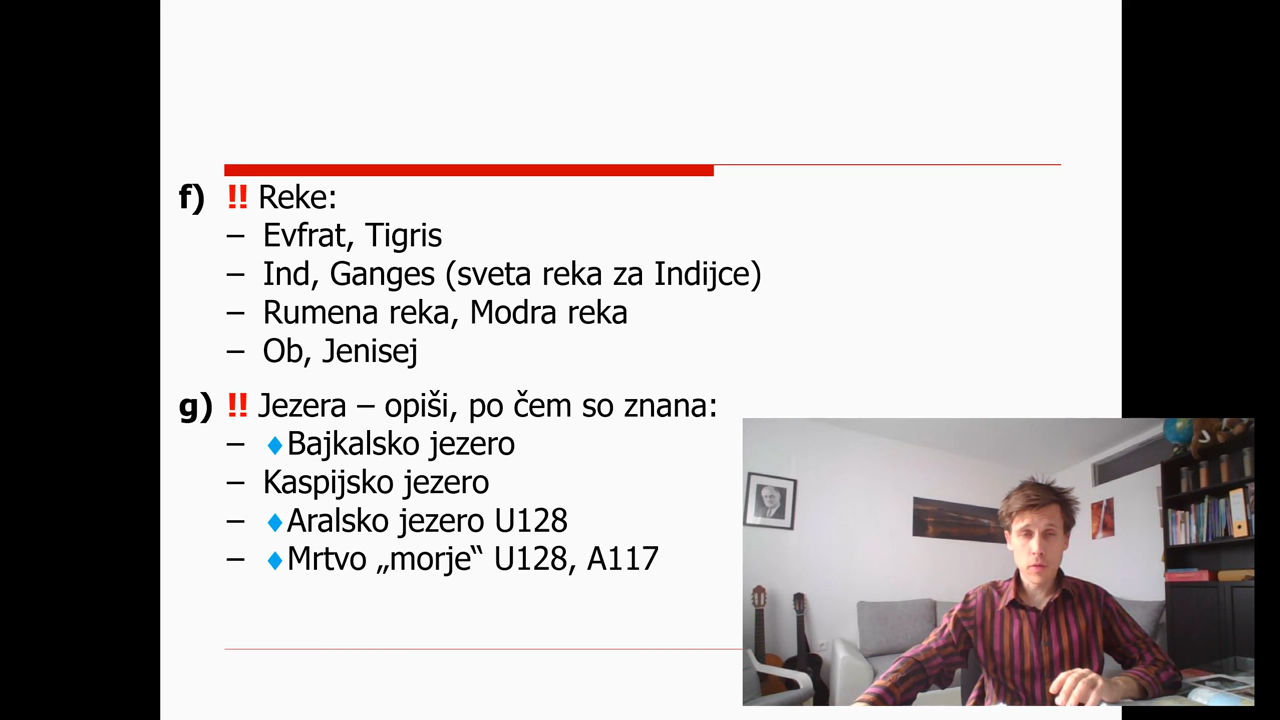 f) !! Reke:
– Evfrat, Tigris
– Ind, Ganges (sveta reka za Indijce)
– Rumena reka, Modra reka
– Ob, Jenisej
g) !! Jezera – opiši, po čem so znana:
– ♦Bajkalsko jezero
– Kaspijsko jezero
– ♦Aralsko jezero U128
– ♦Mrtvo „morje“ U128, A117